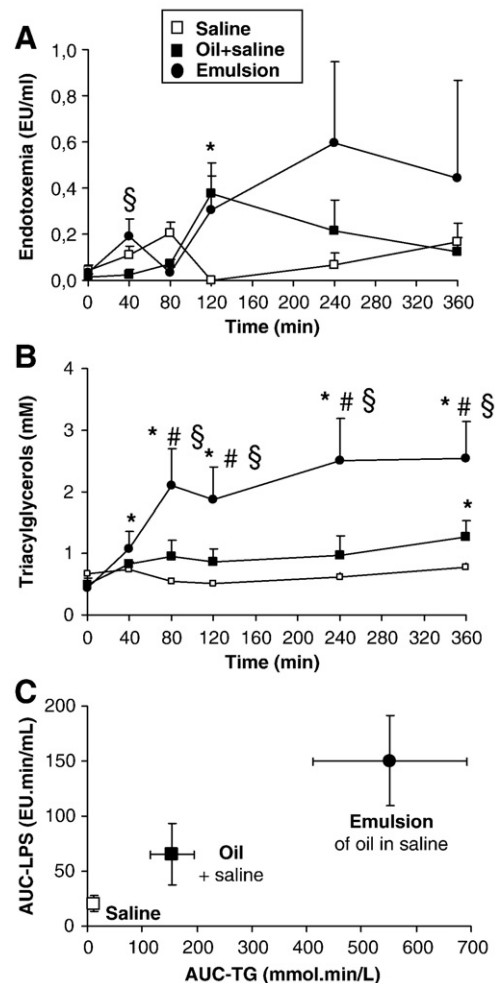 A
Saline
Oil+saline
Emulsion
Endotoxemia (EU/ml)
1,0
0,8
0,6
0,4
0,2
0,0
§
*
0 40 80 120 160 200 240 280 320 360
Time (min)
B
Triacylglycerols (mM)
4
3
2
1
0
*
* # §
* # §
* # §
* # §
*
0 40 80 120 160 200 240 280 320 360
Time (min)
C
AUC-LPS (EU.min/mL)
200
150
100
50
0
Saline
Oil
+ saline
Emulsion
of oil in saline
0 100 200 300 400 500 600 700
AUC-TG (mmol.min/L)